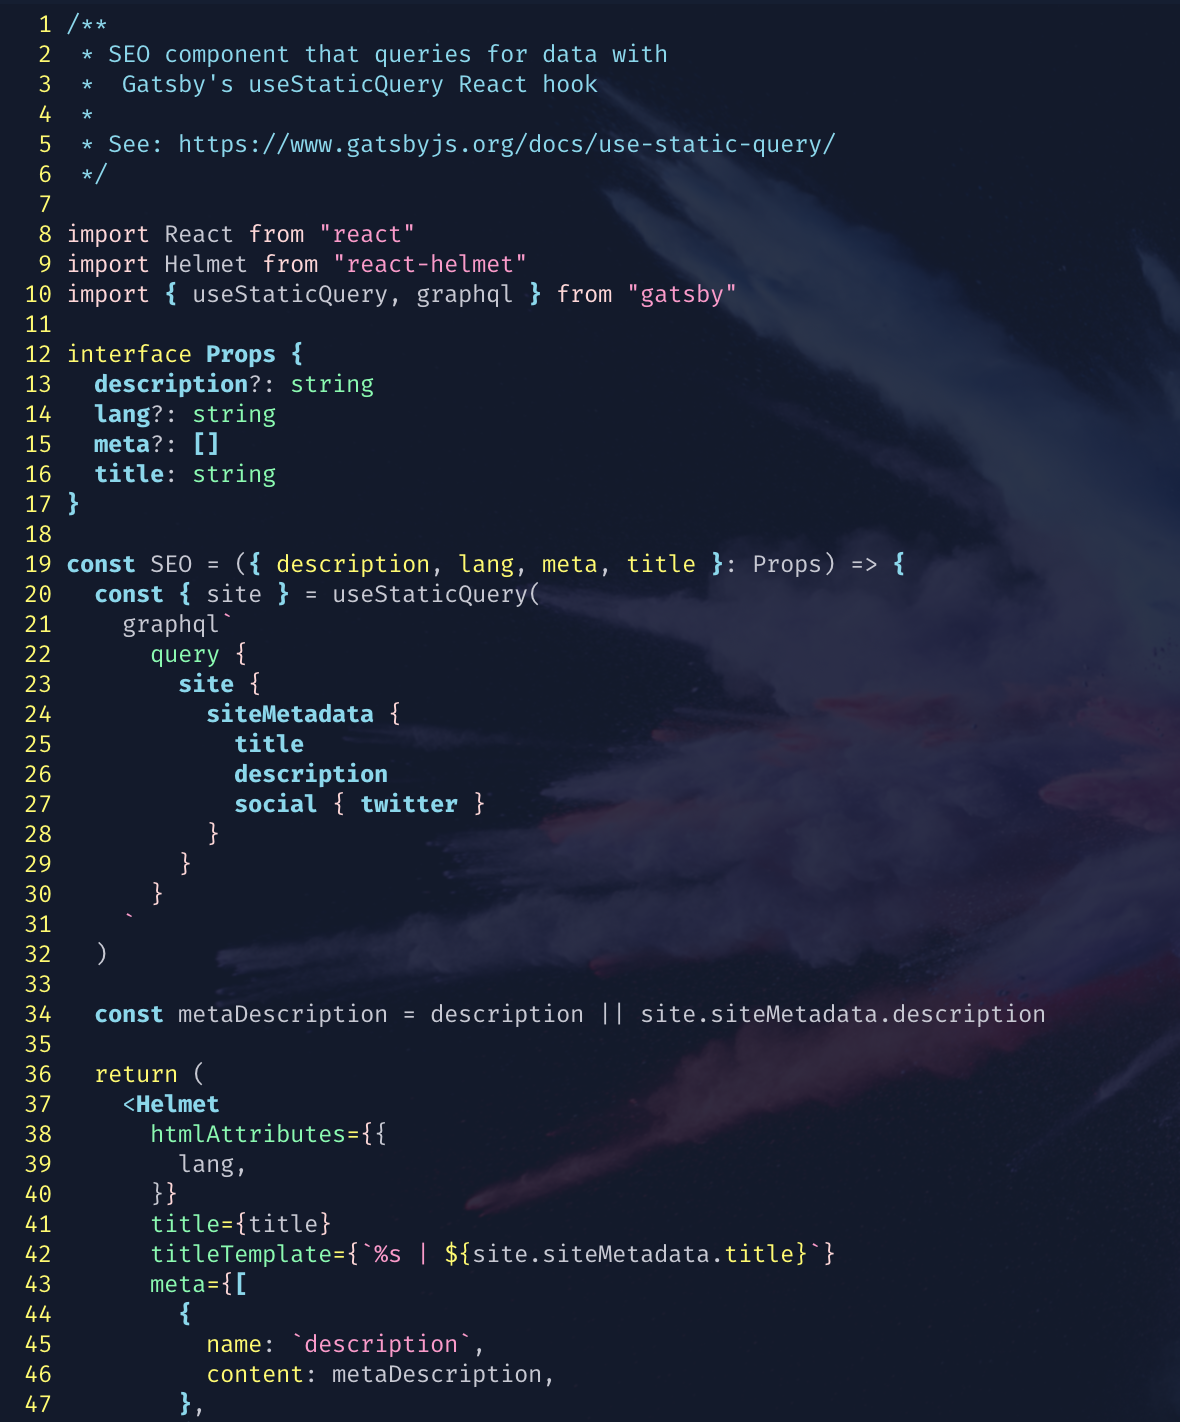 1 /**
2  * SEO component that queries for data with
3  *  Gatsby's useStaticQuery React hook
4  *
5  * See: https://www.gatsbyjs.org/docs/use-static-query/
6  */
7
8 import React from "react"
9 import Helmet from "react-helmet"
10 import { useStaticQuery, graphql } from "gatsby"
11
12 interface Props {
13   description?: string
14   lang?: string
15   meta?: []
16   title: string
17 }
18
19 const SEO = ({ description, lang, meta, title }: Props) => {
20   const { site } = useStaticQuery(
21     graphql`
22       query {
23         site {
24           siteMetadata {
25             title
26             description
27             social { twitter }
28           }
29         }
30       }
31     `
32   )
33
34   const metaDescription = description || site.siteMetadata.description
35
36   return (
37     <Helmet
38       htmlAttributes={{
39         lang,
40       }}
41       title={title}
42       titleTemplate={`%s | ${site.siteMetadata.title}`}
43       meta={[
44         {
45           name: `description`,
46           content: metaDescription,
47         },